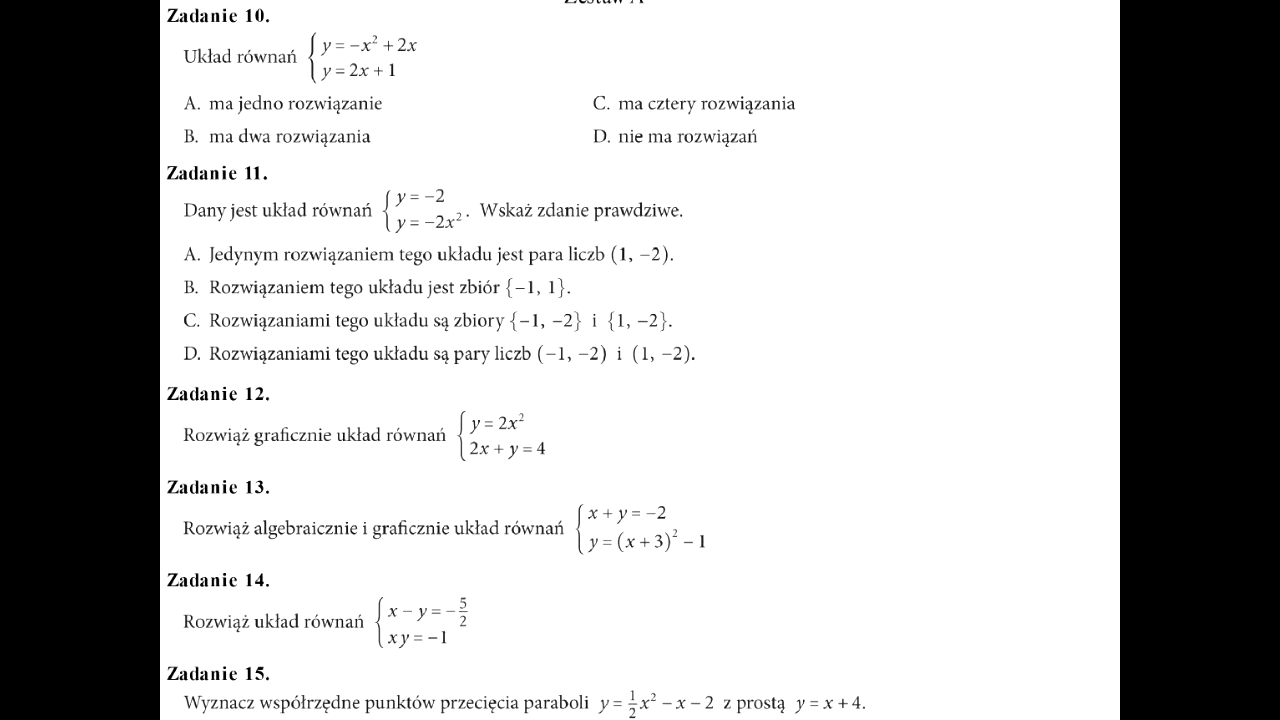 Zestaw A
Zadanie 10.
Układ równań { y = −x² + 2x
y = 2x + 1
A. ma jedno rozwiązanie
B. ma dwa rozwiązania
C. ma cztery rozwiązania
D. nie ma rozwiązań
Zadanie 11.
Dany jest układ równań { y = −2
y = −2x² . Wskaż zdanie prawdziwe.
A. Jedynym rozwiązaniem tego układu jest para liczb (1, −2).
B. Rozwiązaniem tego układu jest zbiór {−1, 1}.
C. Rozwiązaniami tego układu są zbiory {−1, −2} i {1, −2}.
D. Rozwiązaniami tego układu są pary liczb (−1, −2) i (1, −2).
Zadanie 12.
Rozwiąż graficznie układ równań { y = 2x²
2x + y = 4
Zadanie 13.
Rozwiąż algebraicznie i graficznie układ równań { x + y = −2
y = (x + 3)² − 1
Zadanie 14.
Rozwiąż układ równań { x − y = −5/2
xy = −1
Zadanie 15.
Wyznacz współrzędne punktów przecięcia paraboli y = 1/2x² − x − 2 z prostą y = x + 4.